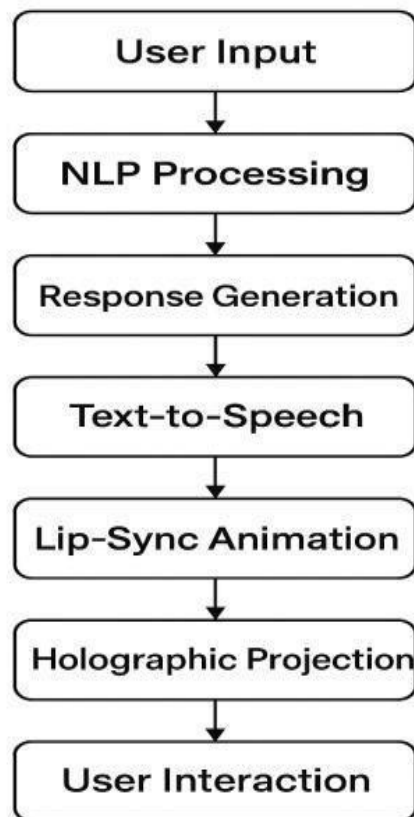 User Input
NLP Processing
Response Generation
Text-to-Speech
Lip-Sync Animation
Holographic Projection
User Interaction